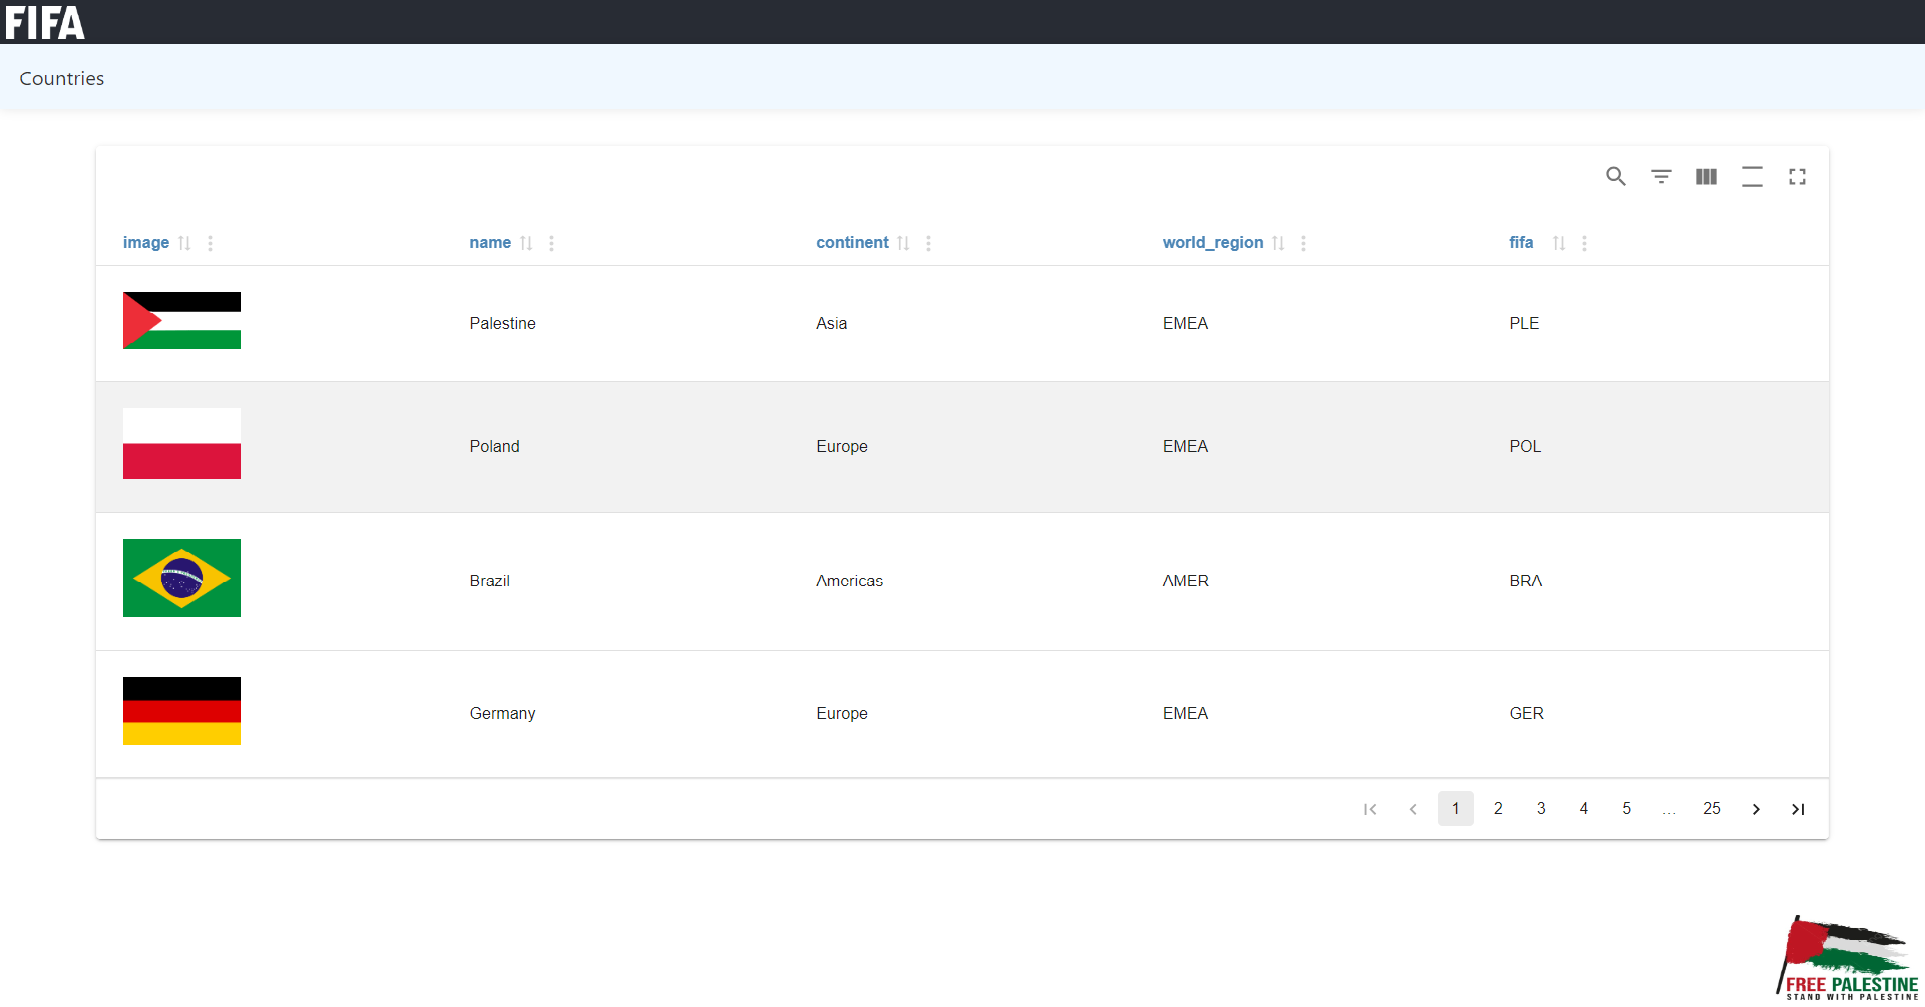 FIFA
Countries
image name continent world_region fifa
Palestine Asia EMEA PLE
Poland Europe EMEA POL
Brazil Americas AMER BRA
Germany Europe EMEA GER
1 2 3 4 5 ... 25
FREE PALESTINE
STAND WITH PALESTINE